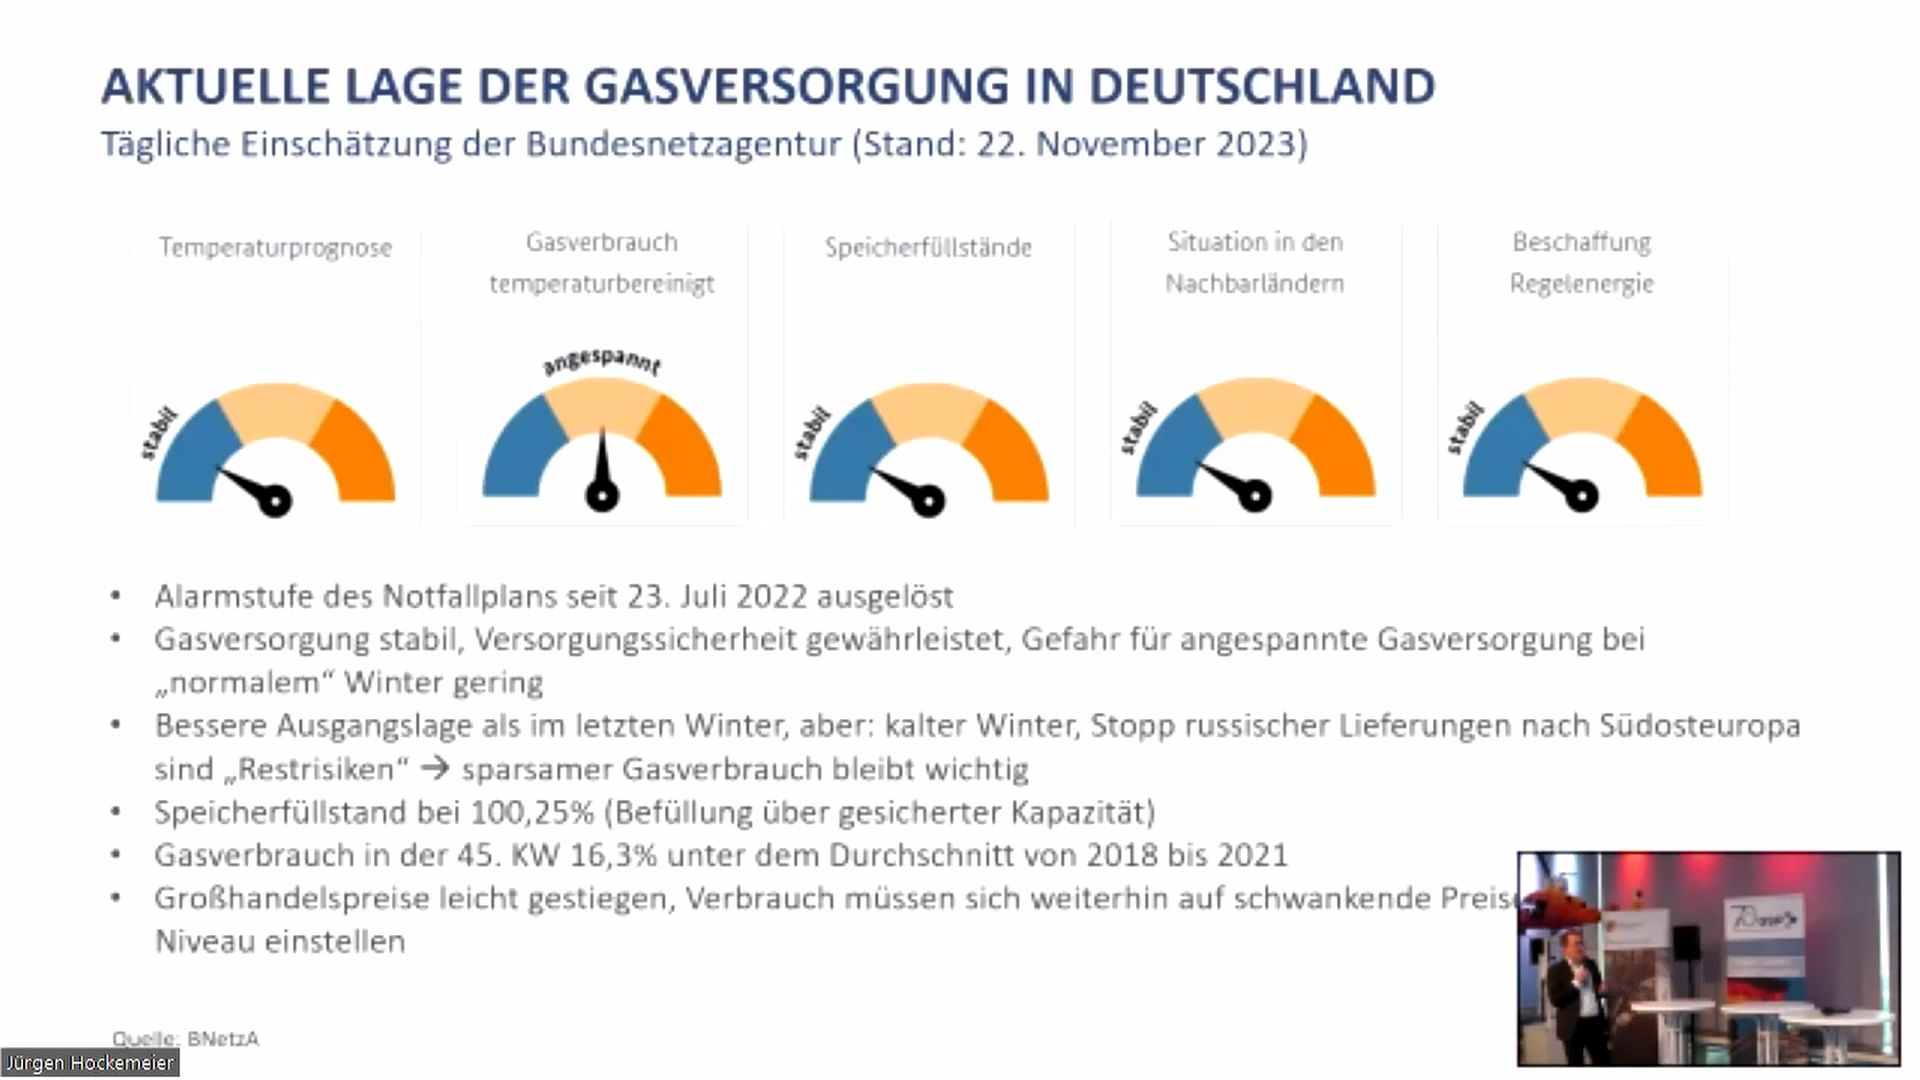 AKTUELLE LAGE DER GASVERSORGUNG IN DEUTSCHLAND
Tägliche Einschätzung der Bundesnetzagentur (Stand: 22. November 2023)
Temperaturprognose
stabil
Gasverbrauch
temperaturbereinigt
angespannt
Speicherfüllstände
stabil
Situation in den
Nachbarländern
stabil
Beschaffung
Regelenergie
stabil
• Alarmstufe des Notfallplans seit 23. Juli 2022 ausgelöst
• Gasversorgung stabil, Versorgungssicherheit gewährleistet, Gefahr für angespannte Gasversorgung bei
„normalem“ Winter gering
• Bessere Ausgangslage als im letzten Winter, aber: kalter Winter, Stopp russischer Lieferungen nach Südosteuropa
sind „Restrisiken“ → sparsamer Gasverbrauch bleibt wichtig
• Speicherfüllstand bei 100,25% (Befüllung über gesicherter Kapazität)
• Gasverbrauch in der 45. KW 16,3% unter dem Durchschnitt von 2018 bis 2021
• Großhandelspreise leicht gestiegen, Verbrauch müssen sich weiterhin auf schwankende Preise
Niveau einstellen
Quelle: BNetzA
Jürgen Hockemeier
70